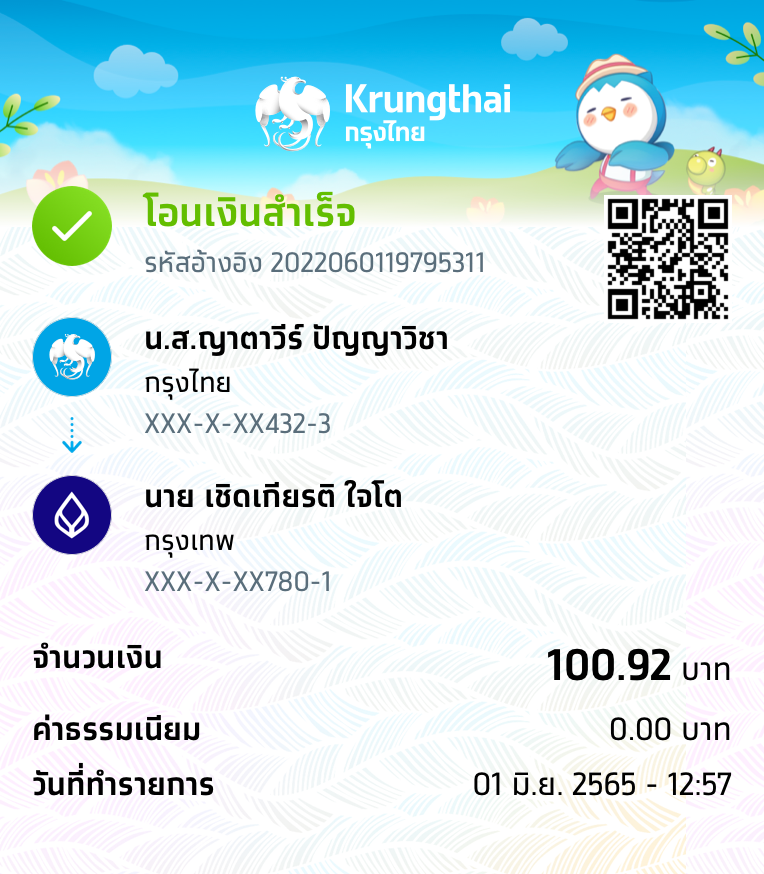 Krungthai
กรุงไทย
โอนเงินสำเร็จ
รหัสอ้างอิง 2022060119795311
น.ส.ญาตาวีร์ ปัญญาวิชา
กรุงไทย
XXX-X-XX432-3
นาย เชิดเกียรติ ใจโต
กรุงเทพ
XXX-X-XX780-1
จำนวนเงิน 100.92 บาท
ค่าธรรมเนียม 0.00 บาท
วันที่ทำรายการ 01 มิ.ย. 2565 - 12:57